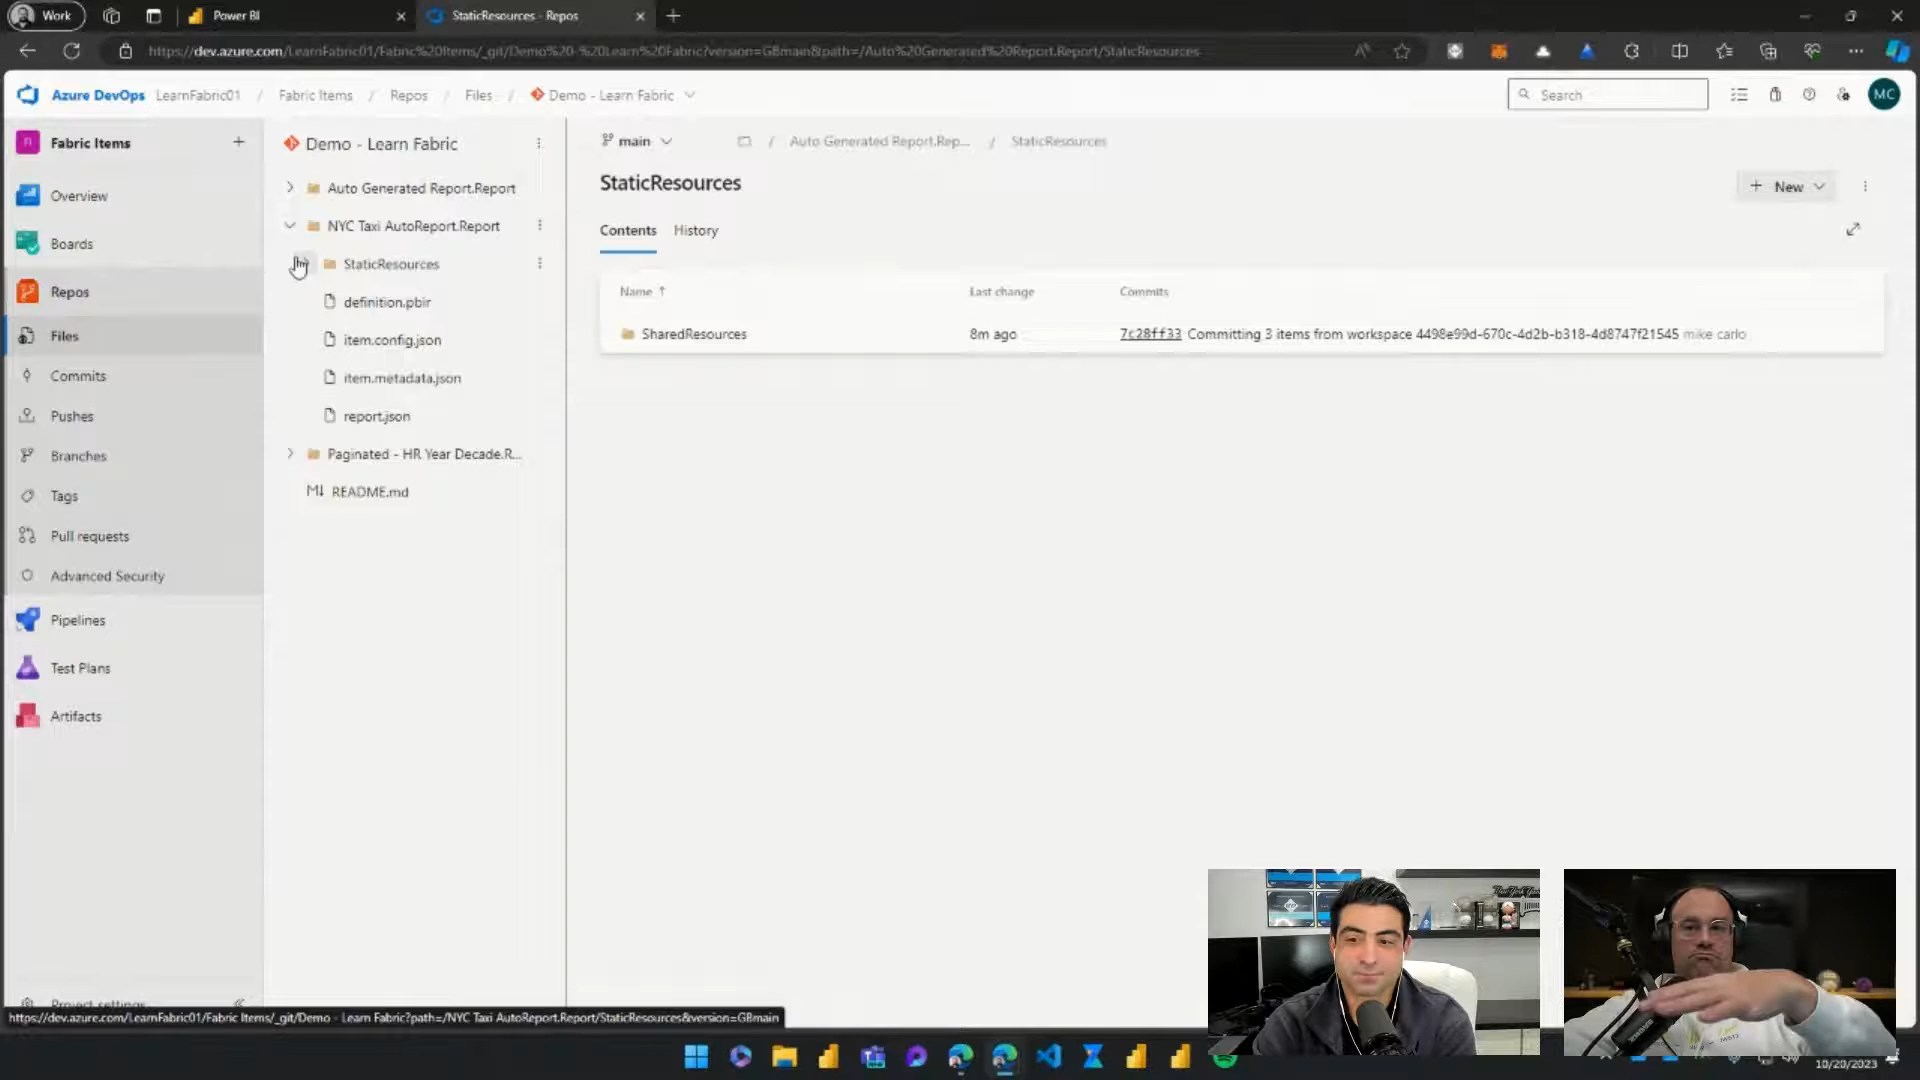 Work
Power BI
StaticResources - Repos
https://dev.azure.com/LearnFabric01/Fabric%20Items/_git/Demo%20-%20Learn%20Fabric?version=GBmain&path=/Auto%20Generated%20Report.Report/StaticResources
Azure DevOps LearnFabric01 / Fabric Items / Repos / Files / Demo - Learn Fabric
Search
MC
Fabric Items
Overview
Boards
Repos
Files
Commits
Pushes
Branches
Tags
Pull requests
Advanced Security
Pipelines
Test Plans
Artifacts
Project settings
Demo - Learn Fabric
Auto Generated Report.Report
NYC Taxi AutoReport.Report
StaticResources
definition.pbir
item.config.json
item.metadata.json
report.json
Paginated - HR Year Decade.R...
README.md
main / Auto Generated Report.Rep... / StaticResources
StaticResources
New
Contents History
Name Last change Commits
SharedResources 8m ago 7c28ff33 Committing 3 items from workspace 4498e99d-670c-4d2b-b318-4d8747f21545 mike carlo
https://dev.azure.com/LearnFabric01/Fabric Items/_git/Demo - Learn Fabric?path=/NYC Taxi AutoReport.Report/StaticResources&version=GBmain
10/20/2023